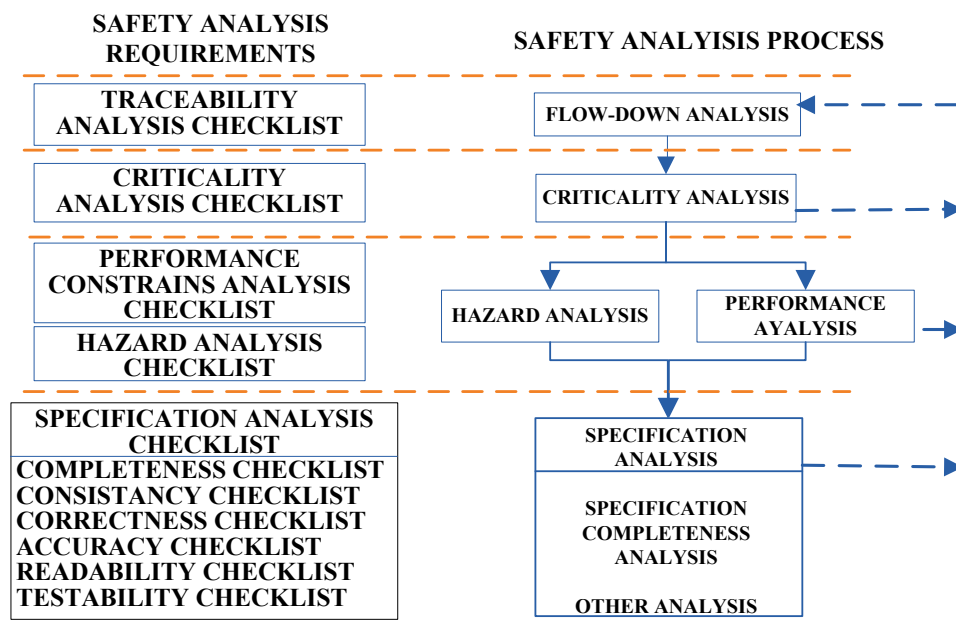 SAFETY ANALYSIS
REQUIREMENTS
SAFETY ANALYISIS PROCESS
TRACEABILITY
ANALYSIS CHECKLIST
FLOW-DOWN ANALYSIS
CRITICALITY
ANALYSIS CHECKLIST
CRITICALITY ANALYSIS
PERFORMANCE
CONSTRAINS ANALYSIS
CHECKLIST
HAZARD ANALYSIS
CHECKLIST
HAZARD ANALYSIS
PERFORMANCE
AYALYSIS
SPECIFICATION ANALYSIS
CHECKLIST
COMPLETENESS CHECKLIST
CONSISTANCY CHECKLIST
CORRECTNESS CHECKLIST
ACCURACY CHECKLIST
READABILITY CHECKLIST
TESTABILITY CHECKLIST
SPECIFICATION
ANALYSIS
SPECIFICATION
COMPLETENESS
ANALYSIS
OTHER ANALYSIS